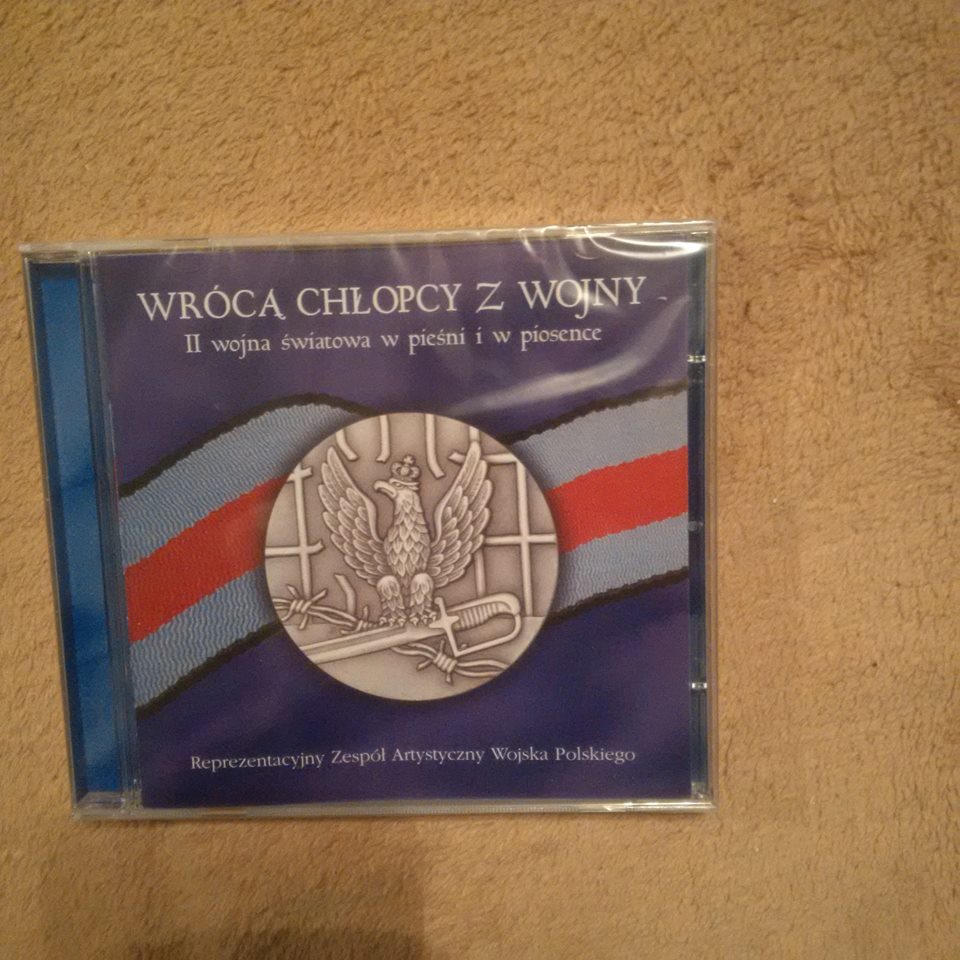 WRÓCĄ CHŁOPCY Z WOJNY
II wojna światowa w pieśni i w piosence
Reprezentacyjny Zespół Artystyczny Wojska Polskiego